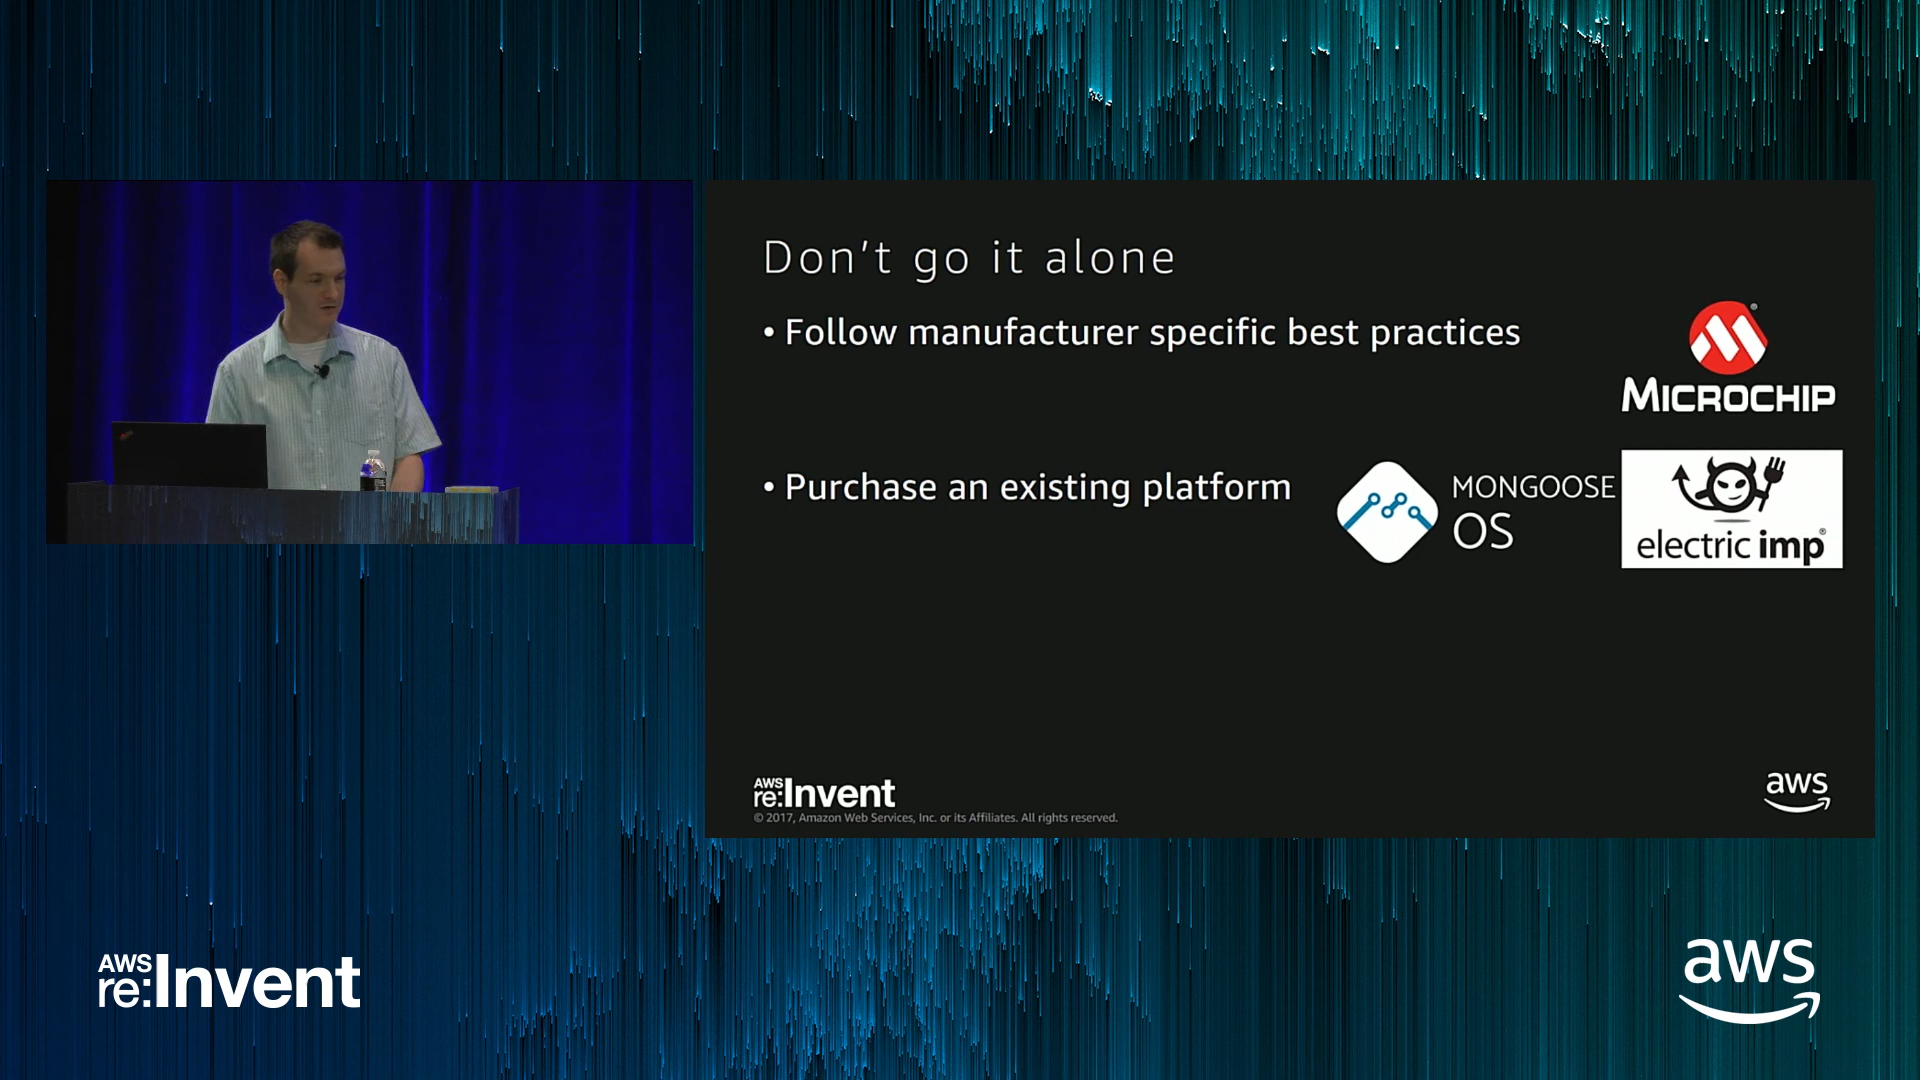 Don't go it alone
• Follow manufacturer specific best practices
MICROCHIP
• Purchase an existing platform
MONGOOSE
OS
electric imp
AWS
re:Invent
© 2017, Amazon Web Services, Inc. or its Affiliates. All rights reserved.
aws
AWS
re:Invent
aws